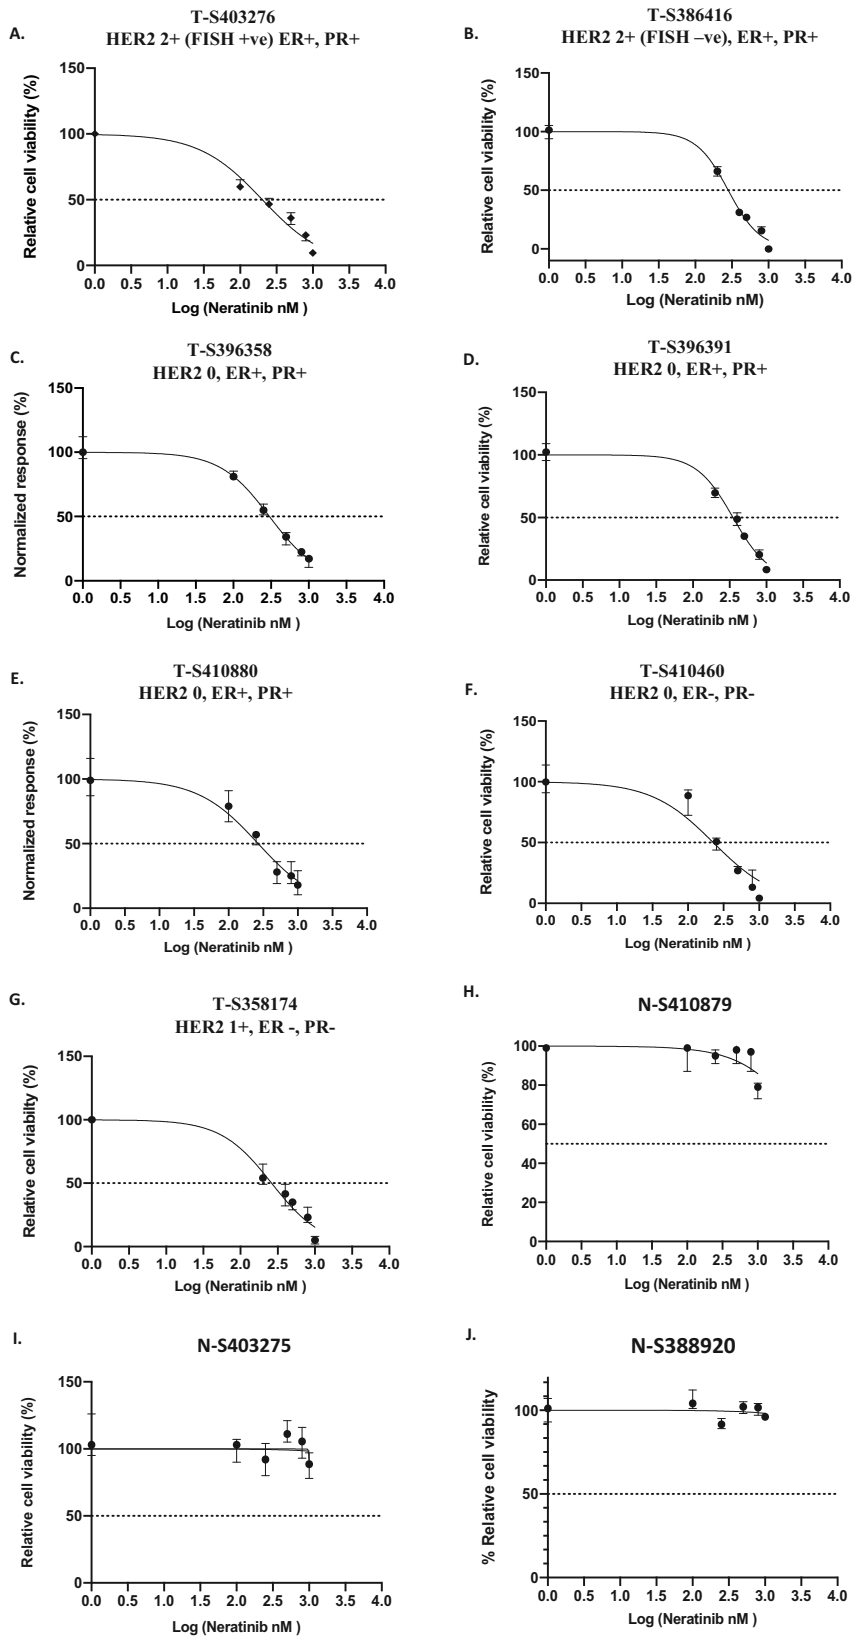 A.
T-S403276
HER2 2+ (FISH +ve) ER+, PR+
Relative cell viability (%)
150
100
50
0
0.0 0.5 1.0 1.5 2.0 2.5 3.0 3.5 4.0
Log (Neratinib nM )
B.
T-S386416
HER2 2+ (FISH –ve), ER+, PR+
Relative cell viability (%)
150
100
50
0
0.0 0.5 1.0 1.5 2.0 2.5 3.0 3.5 4.0
Log (Neratinib nM)
C.
T-S396358
HER2 0, ER+, PR+
Normalized response (%)
150
100
50
0
0.0 0.5 1.0 1.5 2.0 2.5 3.0 3.5 4.0
Log (Neratinib nM )
D.
T-S396391
HER2 0, ER+, PR+
Relative cell viability (%)
150
100
50
0
0.0 0.5 1.0 1.5 2.0 2.5 3.0 3.5 4.0
Log (Neratinib nM )
E.
T-S410880
HER2 0, ER+, PR+
Normalized response (%)
150
100
50
0
0.0 0.5 1.0 1.5 2.0 2.5 3.0 3.5 4.0
Log (Neratinib nM )
F.
T-S410460
HER2 0, ER-, PR-
Relative cell viabilty (%)
150
100
50
0
0.0 0.5 1.0 1.5 2.0 2.5 3.0 3.5 4.0
Log (Neratinib nM )
G.
T-S358174
HER2 1+, ER -, PR-
Relative cell viability (%)
150
100
50
0
0.0 0.5 1.0 1.5 2.0 2.5 3.0 3.5 4.0
Log (Neratinib nM )
H.
N-S410879
Relative cell viability (%)
100
80
60
40
20
0
0.0 0.5 1.0 1.5 2.0 2.5 3.0 3.5 4.0
Log (Neratinib nM )
I.
N-S403275
Relative cell viability (%)
150
100
50
0
0.0 0.5 1.0 1.5 2.0 2.5 3.0 3.5 4.0
Log (Neratinib nM )
J.
N-S388920
% Relative cell viability
100
50
0
0.0 0.5 1.0 1.5 2.0 2.5 3.0 3.5 4.0
Log (Neratinib nM )